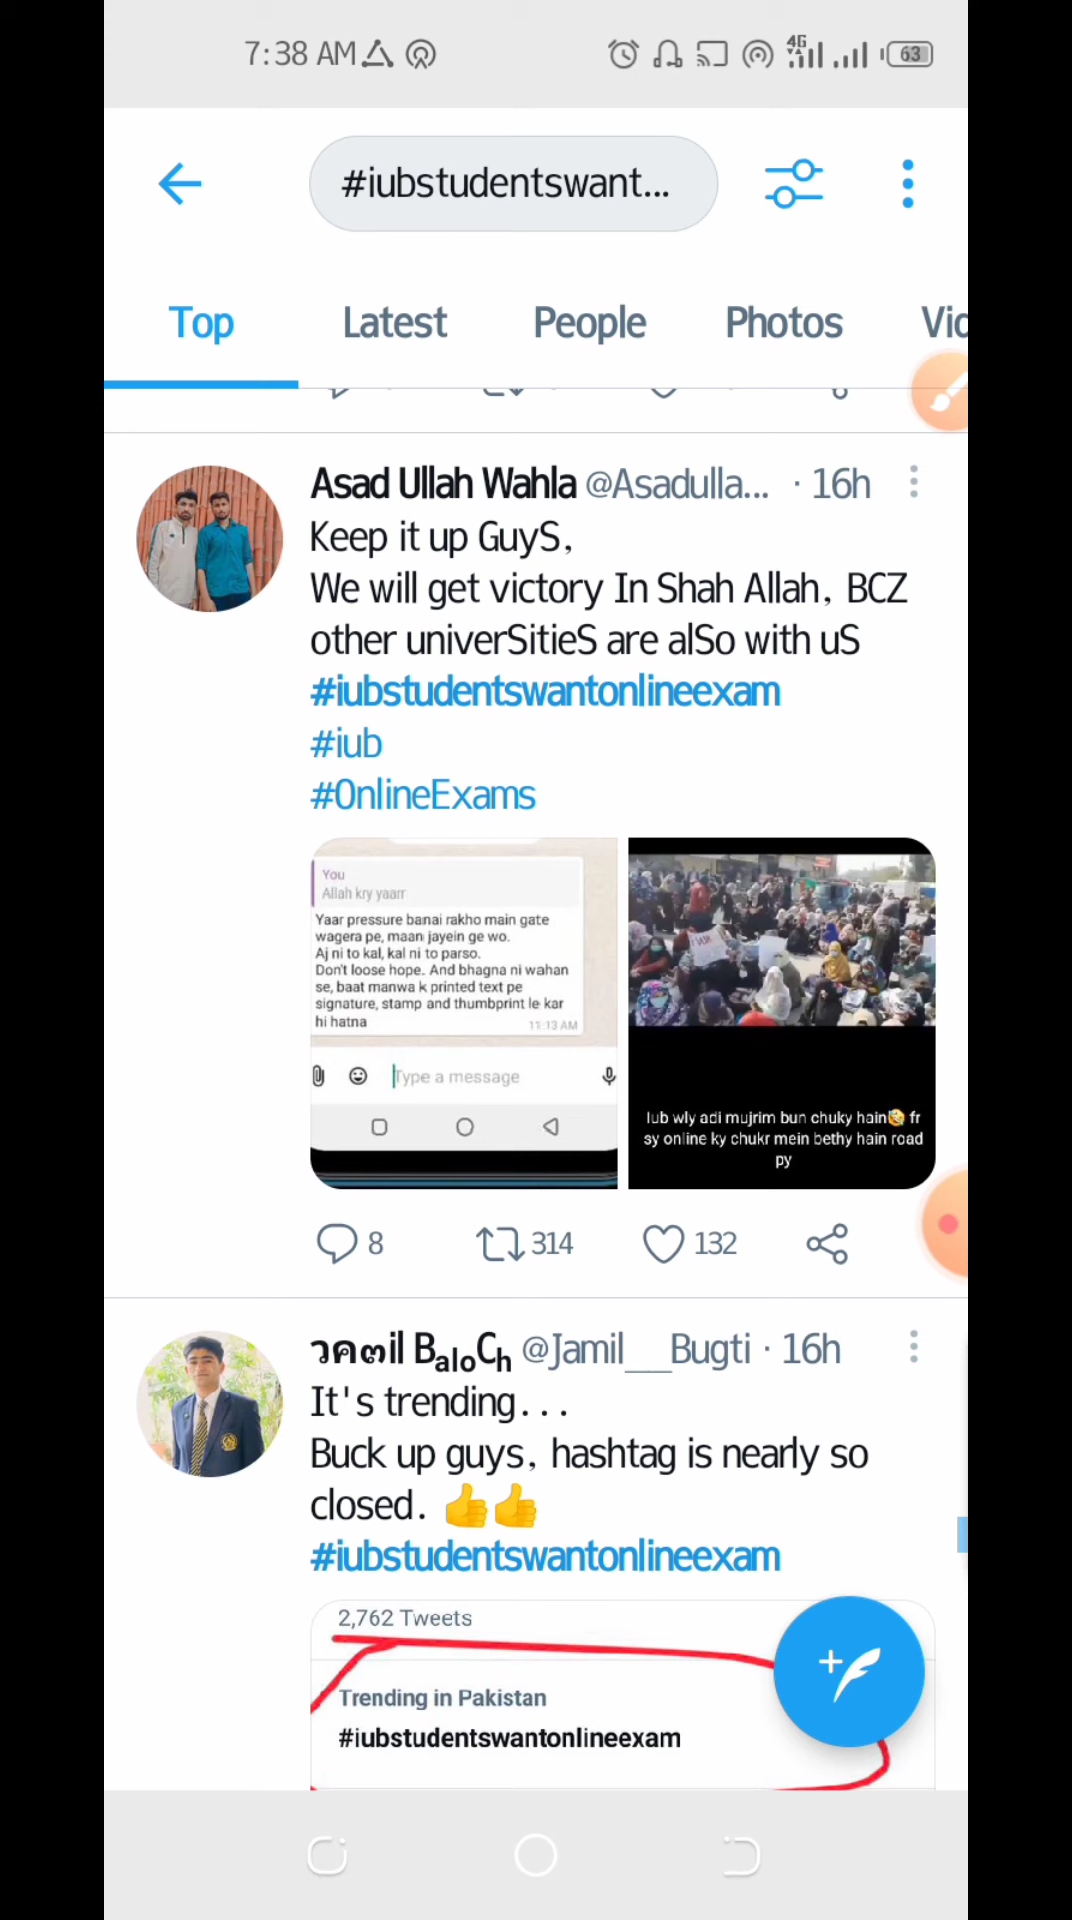 7:38 AM
4G
63
#iubstudentswant...
Top
Latest
People
Photos
Asad Ullah Wahla @Asadulla... · 16h
Keep it up GuyS,
We will get victory In Shah Allah, BCZ
other univerSitieS are alSo with uS
#iubstudentswantonlineexam
#iub
#OnlineExams
You
Allah kry yaarr
Yaar pressure banai rakho main gate
wagera pe, maan jayein ge wo.
Aj ni to kal, kal ni to parso.
Don't loose hope. And bhagna ni wahan
se, baat manwa k printed text pe
signature, stamp and thumbprint le kar
hi hatna
11:13 AM
Type a message
Iub wly adi mujrim bun chuky hain🤣 fr
sy online ky chukr mein bethy hain road
py
8
314
132
วค๓il BaloCh @Jamil__Bugti · 16h
It's trending...
Buck up guys, hashtag is nearly so
closed. 👍👍
#iubstudentswantonlineexam
2,762 Tweets
Trending in Pakistan
#iubstudentswantonlineexam